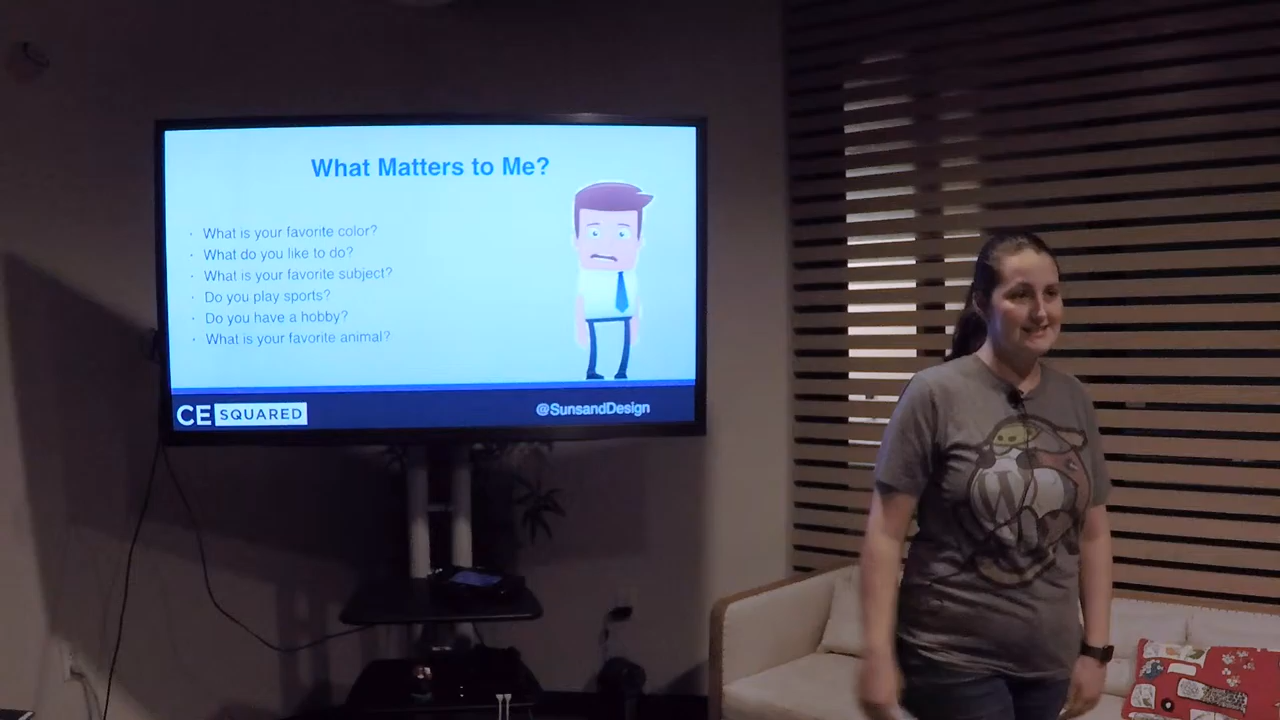 What Matters to Me?
· What is your favorite color?
· What do you like to do?
· What is your favorite subject?
· Do you play sports?
· Do you have a hobby?
· What is your favorite animal?
CE SQUARED
@SunsandDesign
W